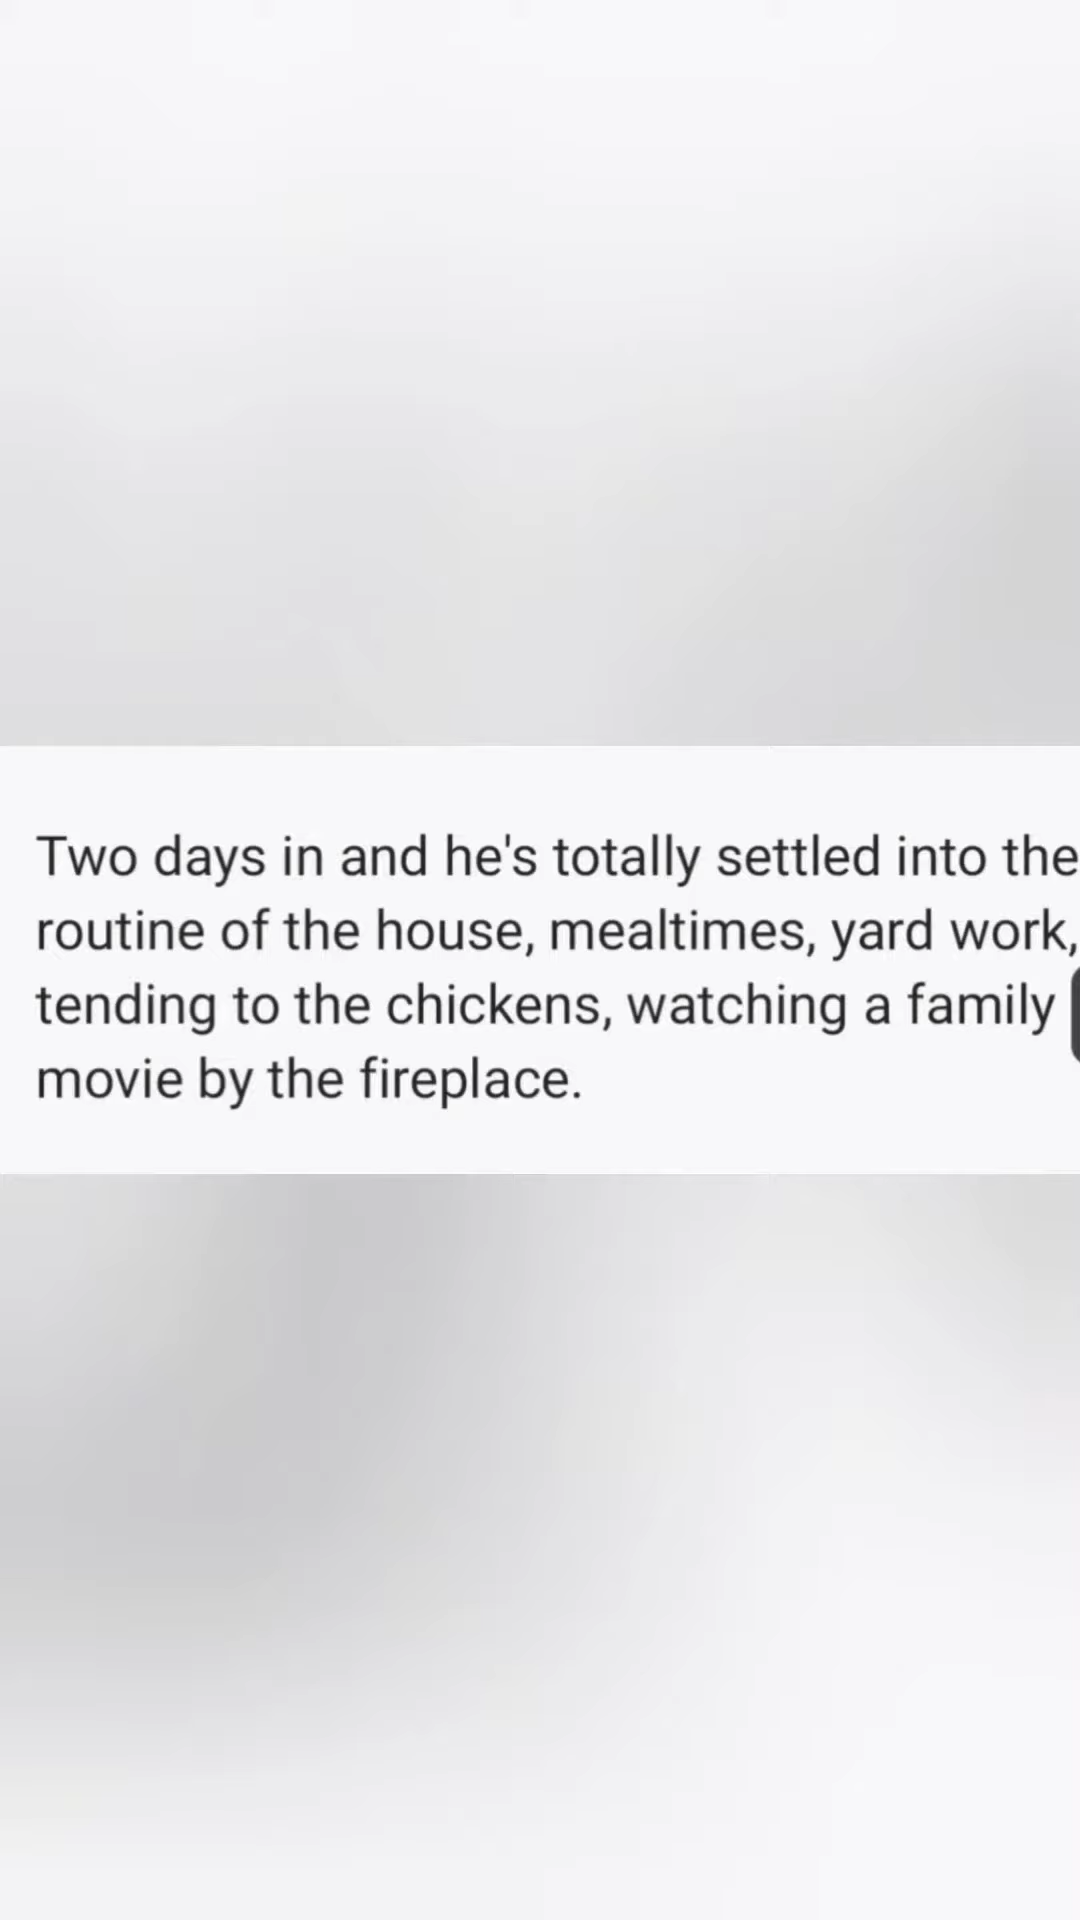 Two days in and he's totally settled into the
routine of the house, mealtimes, yard work,
tending to the chickens, watching a family
movie by the fireplace.